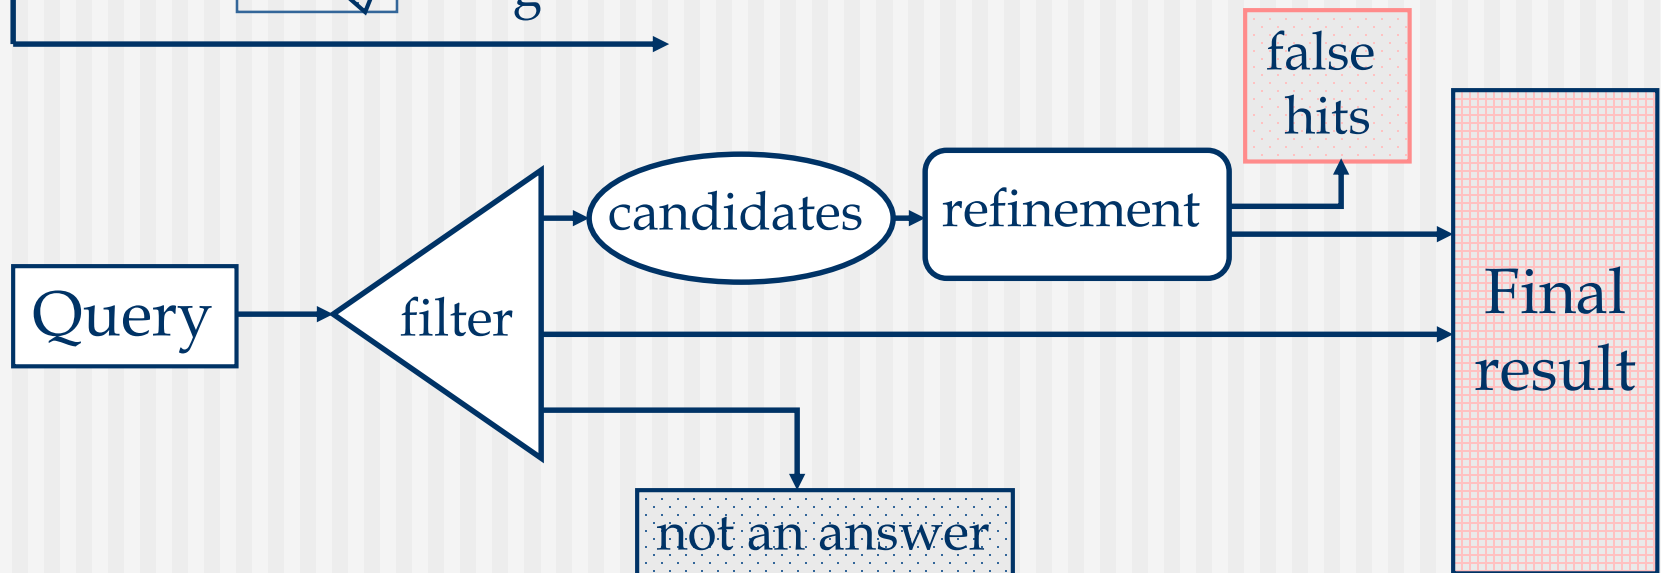 g
false
hits
candidates
refinement
Query
filter
Final
result
not an answer